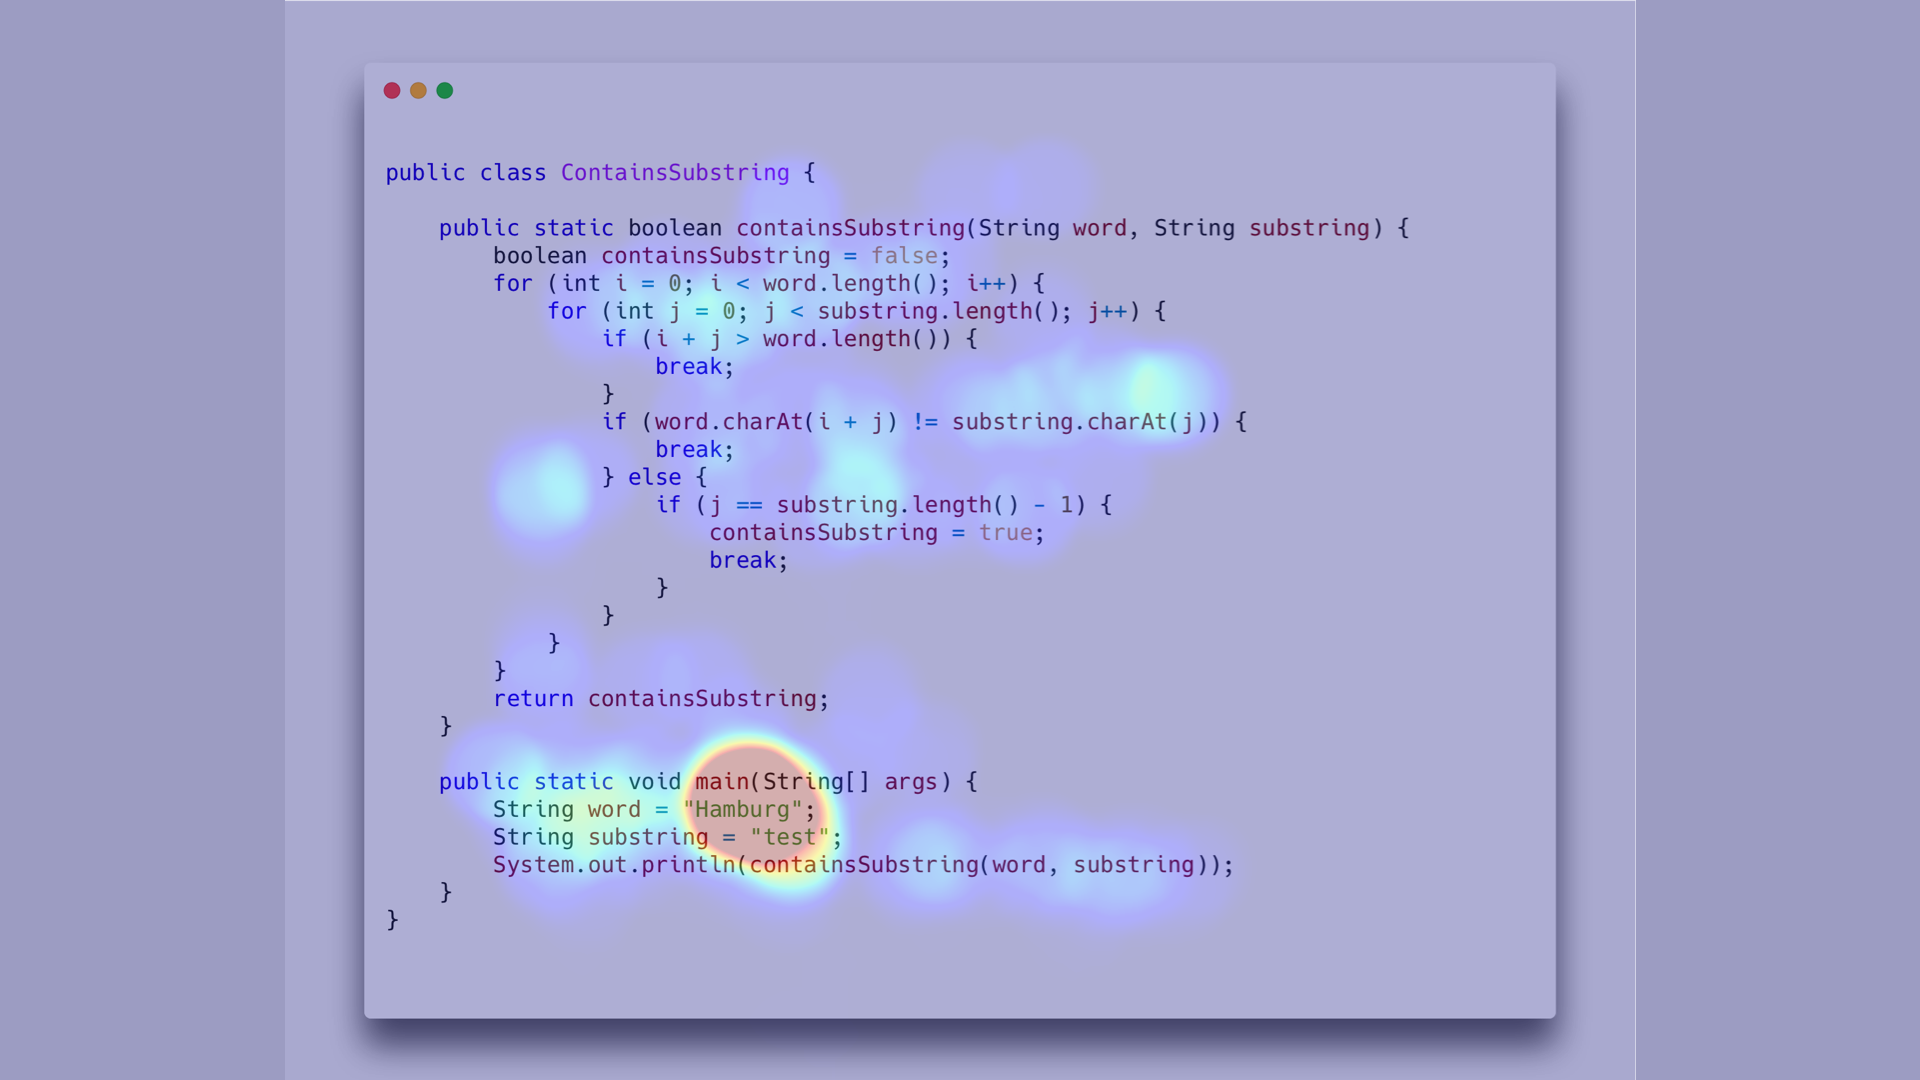 public class ContainsSubstring {
public static boolean containsSubstring(String word, String substring) {
boolean containsSubstring = false;
for (int i = 0; i < word.length(); i++) {
for (int j = 0; j < substring.length(); j++) {
if (i + j > word.length()) {
break;
}
if (word.charAt(i + j) != substring.charAt(j)) {
break;
} else {
if (j == substring.length() - 1) {
containsSubstring = true;
break;
}
}
}
}
return containsSubstring;
}
public static void main(String[] args) {
String word = "Hamburg";
String substring = "test";
System.out.println(containsSubstring(word, substring));
}
}